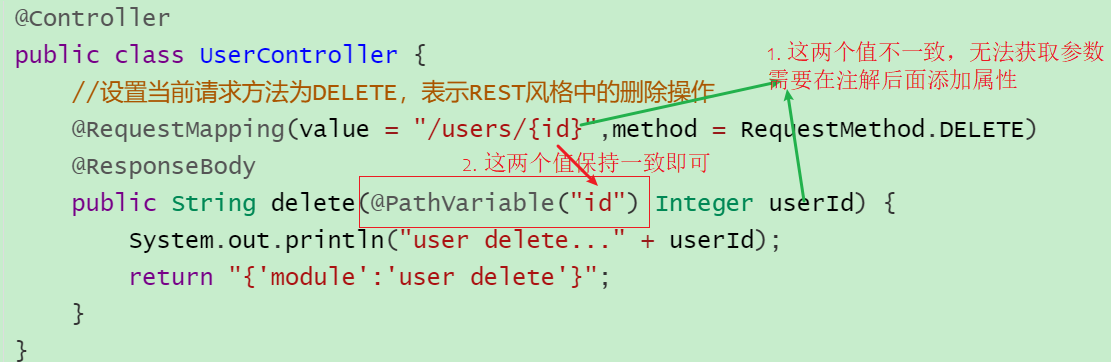 @Controller
public class UserController {
1. 这两个值不一致，无法获取参数
需要在注解后面添加属性
//设置当前请求方法为DELETE，表示REST风格中的删除操作
@RequestMapping(value = "/users/{id}",method = RequestMethod.DELETE)
@ResponseBody
2. 这两个值保持一致即可
public String delete(@PathVariable("id") Integer userId) {
System.out.println("user delete..." + userId);
return "{'module':'user delete'}";
}
}